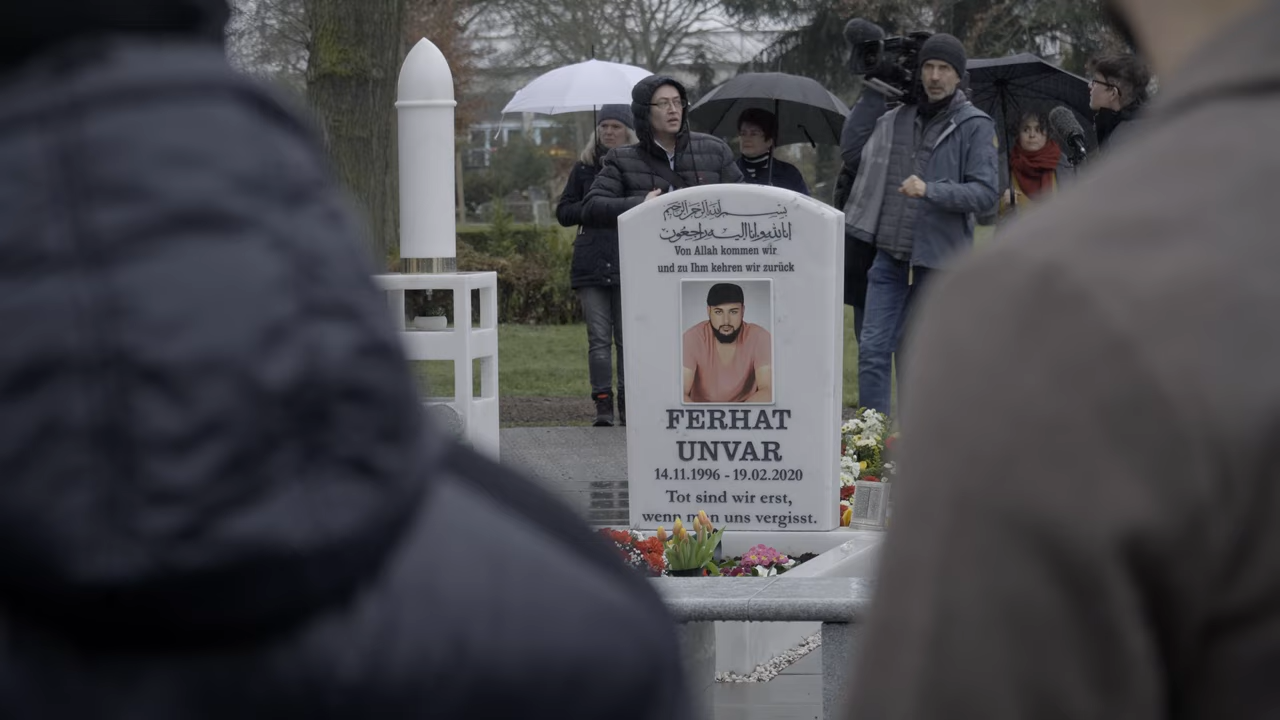 بسم الله الرحمن الرحيم
انا لله وانا اليه راجعون
Von Allah kommen wir
und zu Ihm kehren wir zurück
FERHAT
UNVAR
14.11.1996 - 19.02.2020
Tot sind wir erst,
wenn man uns vergisst.